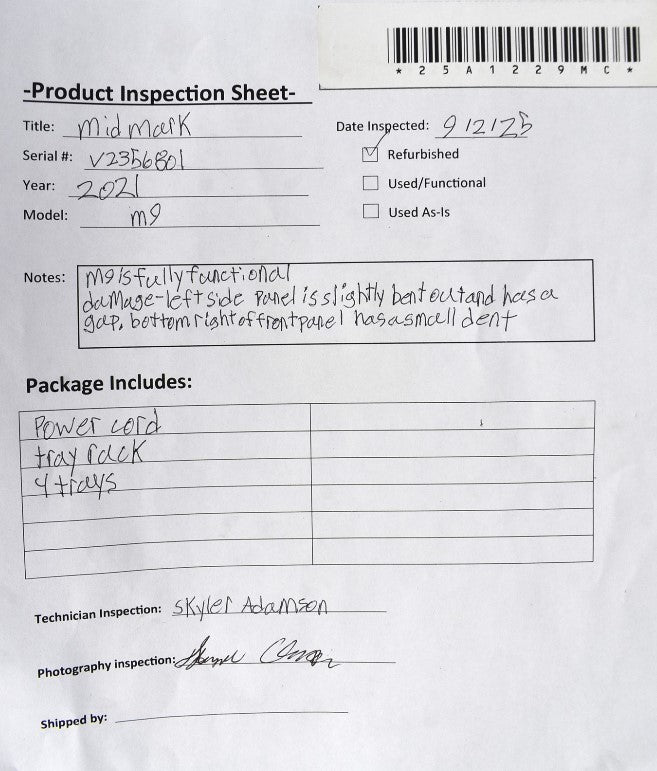 * 2 5 A 1 2 2 9 M C *
-Product Inspection Sheet-
Title: Midmark
Date Inspected: 9/2/25
Serial #: V2356801
Refurbished
Year: 2021
Used/Functional
Model: m9
Used As-Is
Notes: m9 is fully functional
damage-left side panel is slightly bent out and has a
gap, bottom right of front panel has a small dent
Package Includes:
Power cord
tray rack
4 trays
Technician Inspection: Skyler Adamson
Photography inspection:
Shipped by: